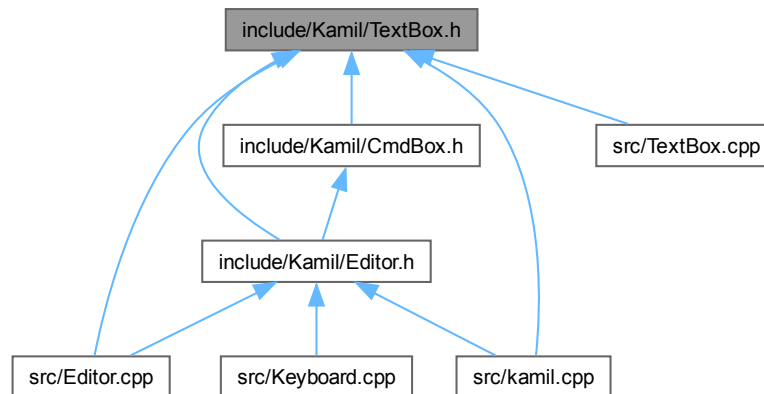 include/Kamil/TextBox.h
include/Kamil/CmdBox.h
src/TextBox.cpp
include/Kamil/Editor.h
src/Editor.cpp
src/Keyboard.cpp
src/kamil.cpp